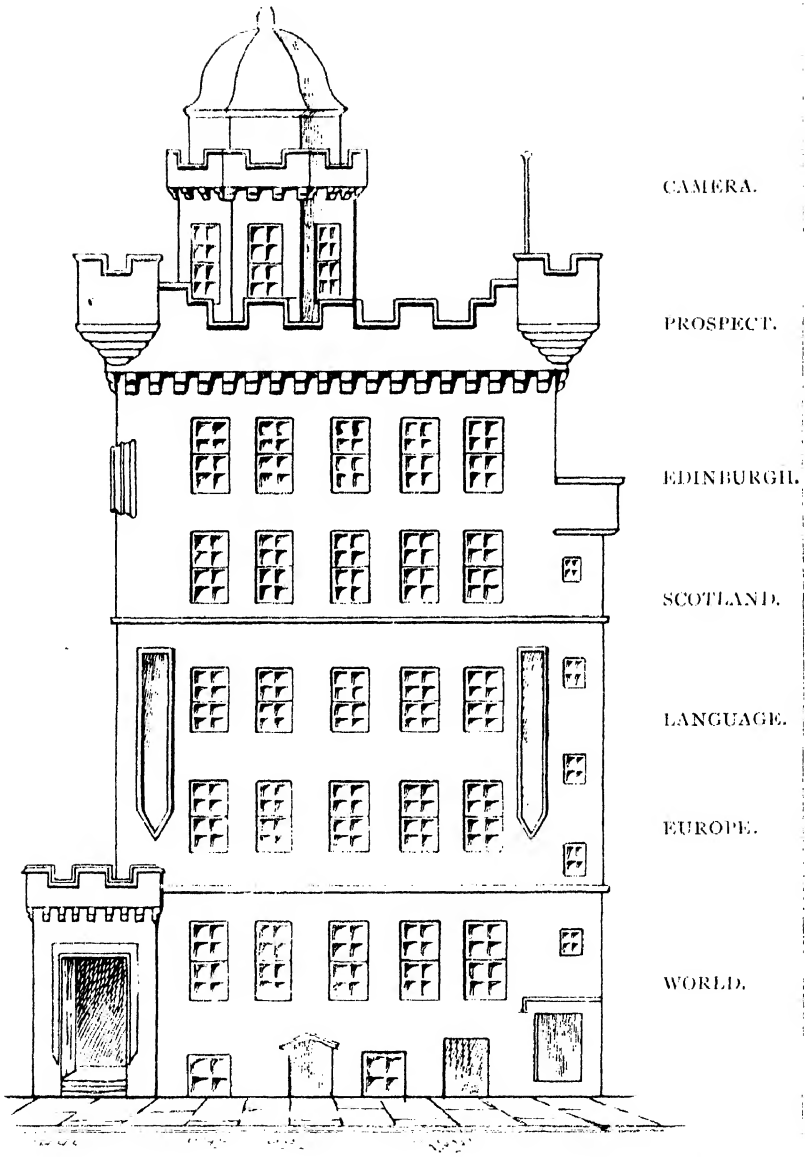 CAMERA.
PROSPECT.
EDINBURGH.
SCOTLAND.
LANGUAGE.
EUROPE.
WORLD.